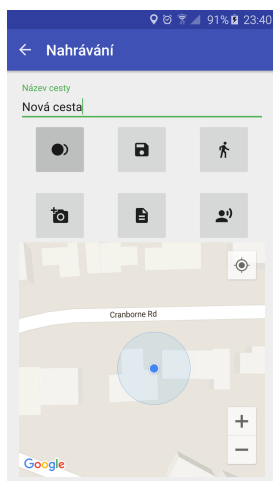 91% 23:40
Nahrávání
Název cesty
Nová cesta
Cranborne Rd
Google